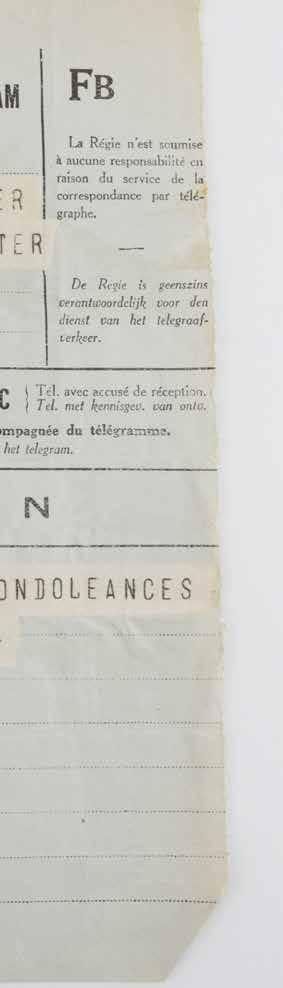 AM
FB
La Régie n'est soumise
à aucune responsabilité en
raison du service de la
correspondance par télé-
graphe.
ER
TER
De Regie is geenszins
verantwoordelijk voor den
dienst van het telegraaf-
verkeer.
C { Tél. avec accusé de réception.
{ Tel. met kennisgev. van ontv.
ompagnée du télégramme.
het telegram.
N
ONDOLEANCES